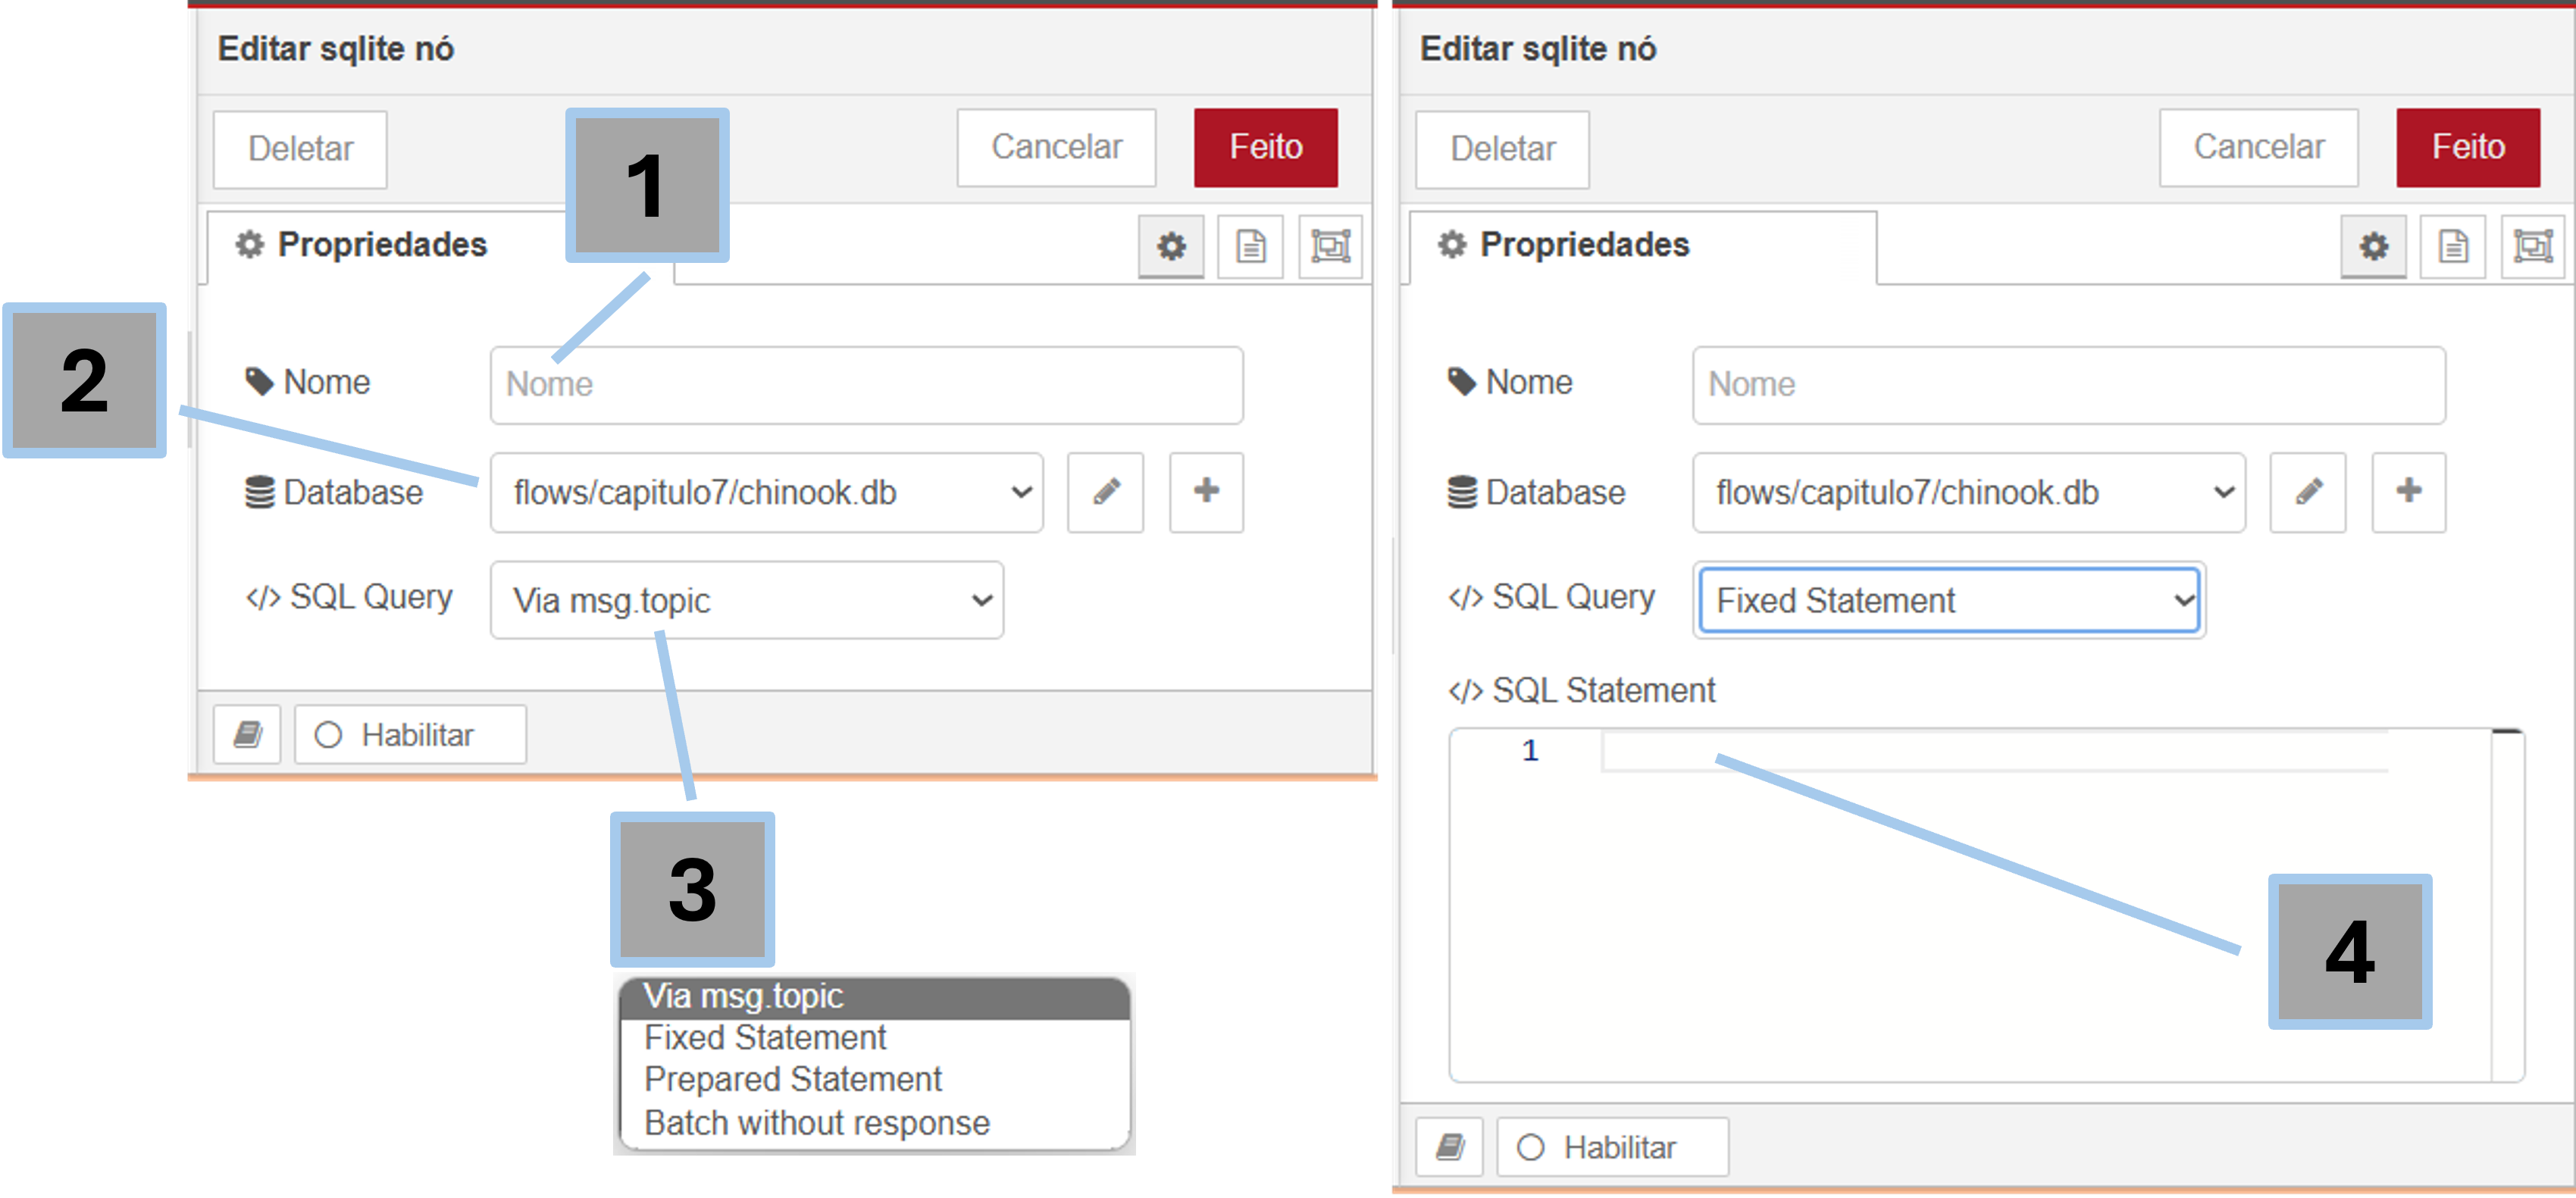 Editar sqlite nó
Deletar
Cancelar
Feito
1
Propriedades
2
Nome
Nome
Database
flows/capitulo7/chinook.db
</> SQL Query
Via msg.topic
Habilitar
3
Via msg.topic
Fixed Statement
Prepared Statement
Batch without response
Editar sqlite nó
Deletar
Cancelar
Feito
Propriedades
Nome
Nome
Database
flows/capitulo7/chinook.db
</> SQL Query
Fixed Statement
</> SQL Statement
1
4
Habilitar